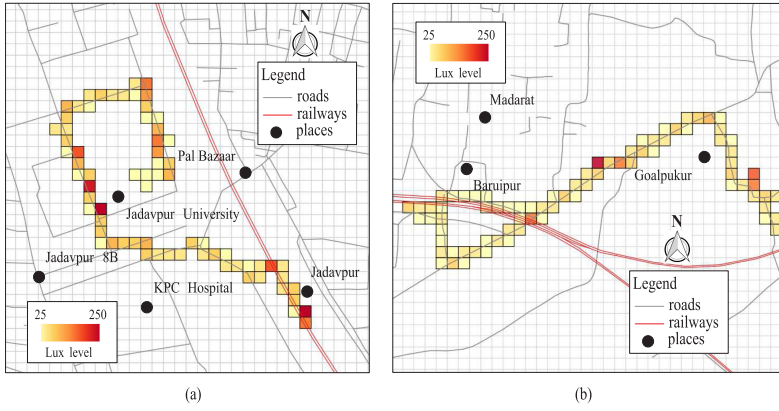 N
Legend
roads
railways
places
Pal Bazaar
Jadavpur University
Jadavpur 8B
KPC Hospital
Jadavpur
25 250
Lux level
(a)
25 250
Lux level
Madarat
Baruipur
Goalpukur
N
Legend
roads
railways
places
(b)